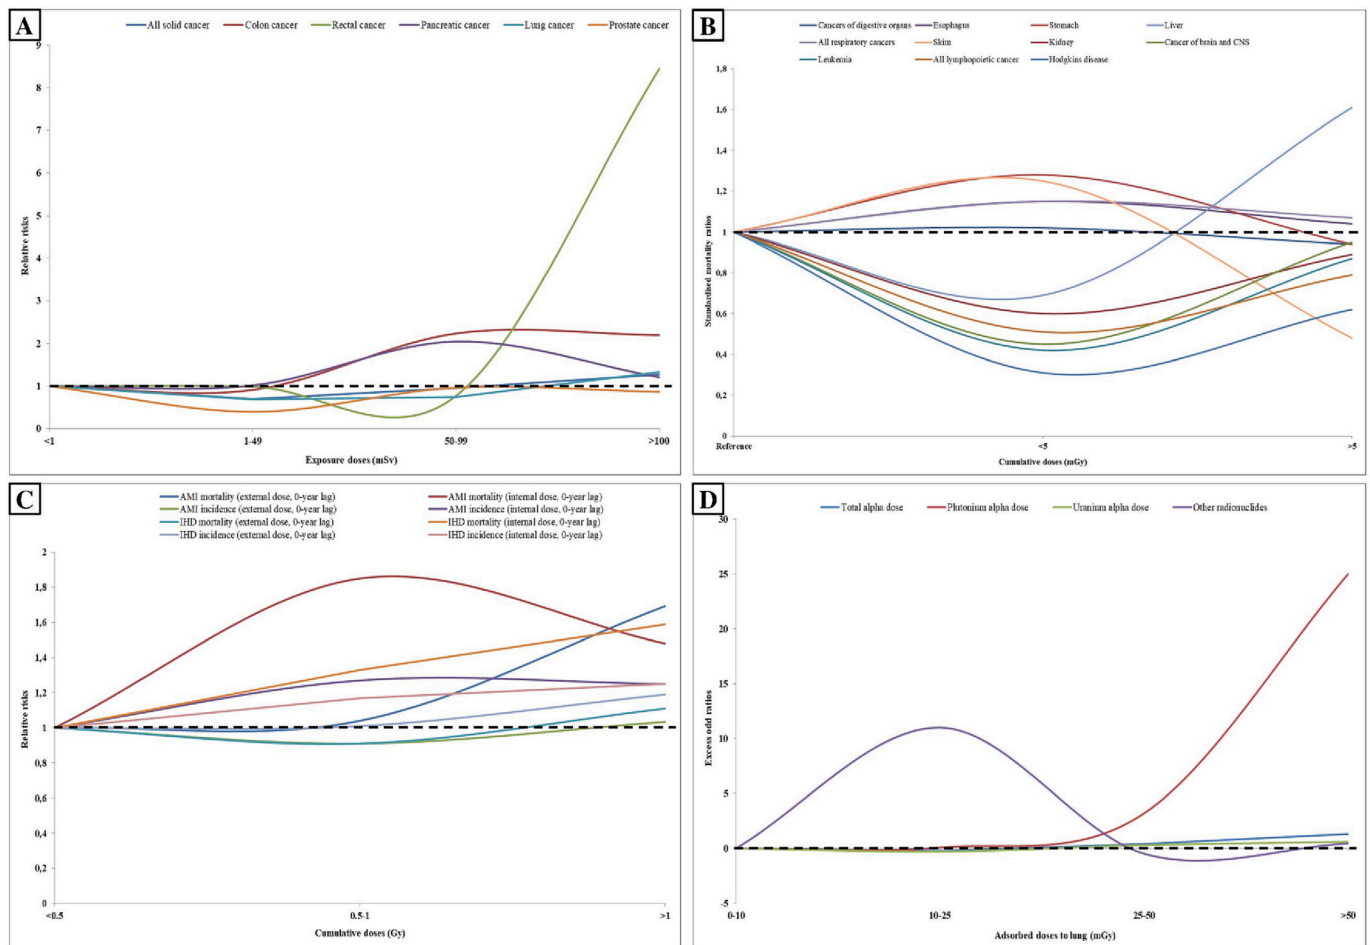 A
All solid cancer Colon cancer Rectal cancer Pancreatic cancer Lung cancer Prostate cancer
9
8
7
6
5
4
3
2
1
0
Relative risks
<1 1-49 50-99 >100
Exposure doses (mSv)
B
Cancers of digestive organs Esophagus Stomach Liver
All respiratory cancers Skim Kidney Cancer of brain and CNS
Leukemia All lymphopoietic cancer Hodgkins disease
1,8
1,6
1,4
1,2
1
0,8
0,6
0,4
0,2
0
Standardised mortality ratios
Reference <5 >5
Cumulative doses (mGy)
C
AMI mortality (external dose, 0-year lag) AMI mortality (internal dose, 0-year lag)
AMI incidence (external dose, 0-year lag) AMI incidence (internal dose, 0-year lag)
IHD mortality (external dose, 0-year lag) IHD mortality (internal dose, 0-year lag)
IHD incidence (external dose, 0-year lag) IHD incidence (internal dose, 0-year lag)
2
1,8
1,6
1,4
1,2
1
0,8
0,6
0,4
0,2
0
Relative risks
<0.5 0.5-1 >1
Cumulative doses (Gy)
D
Total alpha dose Plutonium alpha dose Uranium alpha dose Other radionuclides
30
25
20
15
10
5
0
-5
Excess odd ratios
0-10 10-25 25-50 >50
Adsorbed doses to lung (mGy)